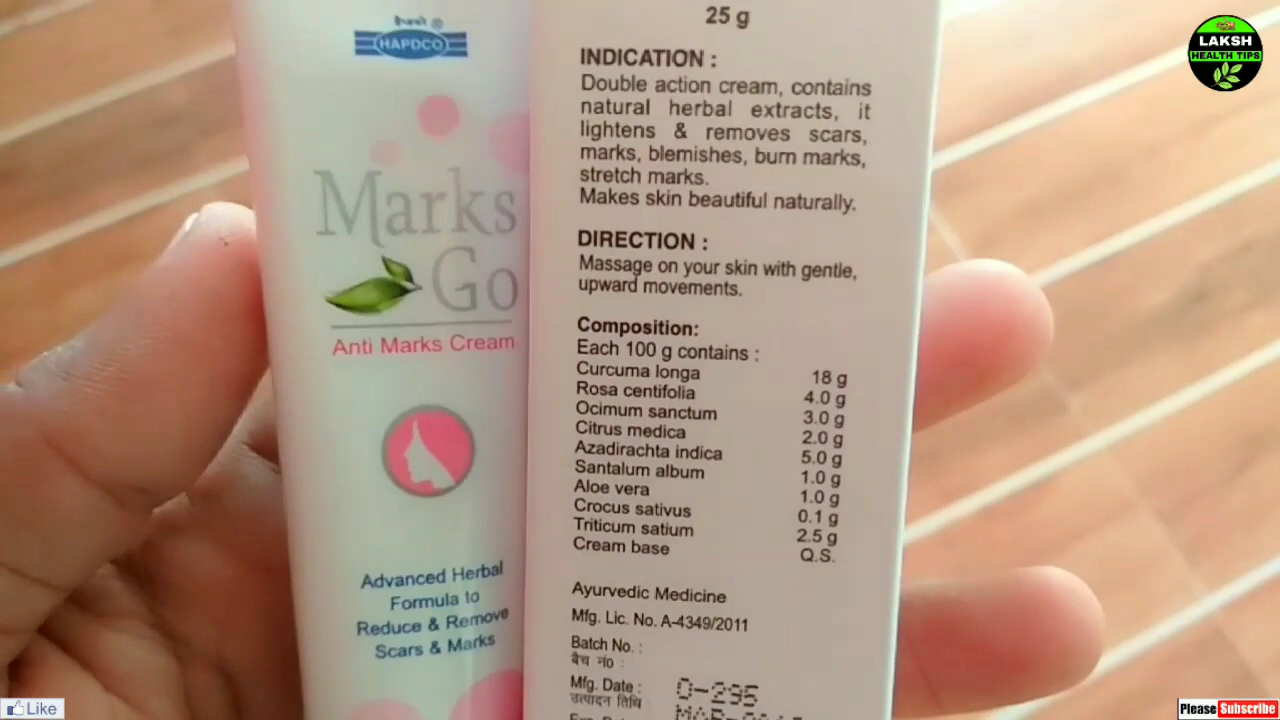 हैपडको ®
HAPDCO
Marks
Go
Anti Marks Cream
Advanced Herbal
Formula to
Reduce & Remove
Scars & Marks
25 g
INDICATION :
Double action cream, contains
natural herbal extracts, it
lightens & removes scars,
marks, blemishes, burn marks,
stretch marks.
Makes skin beautiful naturally.
DIRECTION :
Massage on your skin with gentle,
upward movements.
Composition:
Each 100 g contains :
Curcuma longa 18 g
Rosa centifolia 4.0 g
Ocimum sanctum 3.0 g
Citrus medica 2.0 g
Azadirachta indica 5.0 g
Santalum album 1.0 g
Aloe vera 1.0 g
Crocus sativus 0.1 g
Triticum satium 2.5 g
Cream base Q.S.
Ayurvedic Medicine
Mfg. Lic. No. A-4349/2011
Batch No. :
बैच नं० :
Mfg. Date : O-295
उत्पादन तिथि
LAKSH
HEALTH TIPS
Like
Please Subscribe